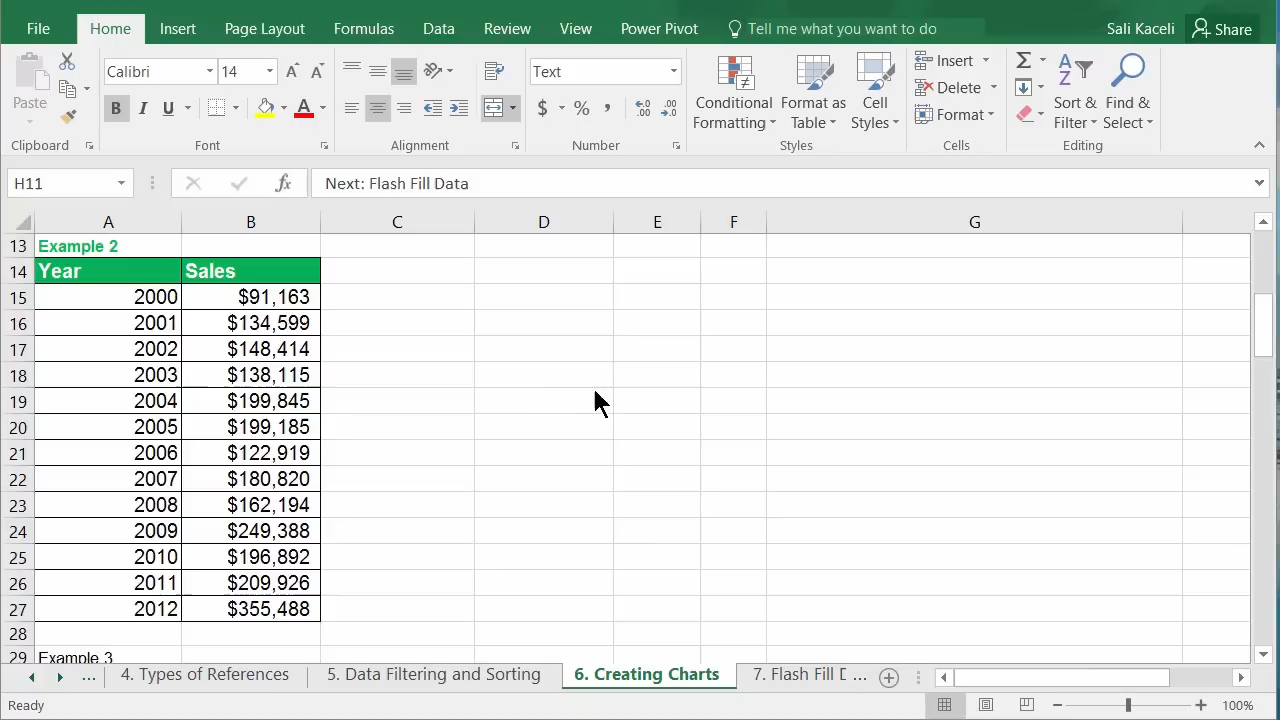 File Home Insert Page Layout Formulas Data Review View Power Pivot Tell me what you want to do Sali Kaceli Share
Paste
Calibri 14
B I U A
Text
$ % ,
Conditional Formatting
Format as Table
Cell Styles
Insert
Delete
Format
Sort & Filter
Find & Select
Clipboard Font Alignment Number Styles Cells Editing
H11 fx Next: Flash Fill Data
A B C D E F G
13 Example 2
14 Year Sales
15 2000 $91,163
16 2001 $134,599
17 2002 $148,414
18 2003 $138,115
19 2004 $199,845
20 2005 $199,185
21 2006 $122,919
22 2007 $180,820
23 2008 $162,194
24 2009 $249,388
25 2010 $196,892
26 2011 $209,926
27 2012 $355,488
28
29 Example 3
... 4. Types of References 5. Data Filtering and Sorting 6. Creating Charts 7. Flash Fill D ...
Ready 100%